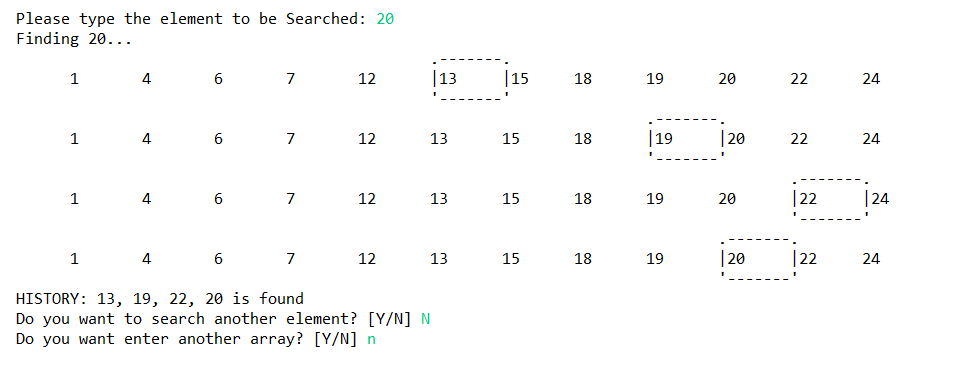 Please type the element to be Searched: 20
Finding 20...
.-------.
1 4 6 7 12 |13 |15 18 19 20 22 24
'-------'
.-------.
1 4 6 7 12 13 15 18 |19 |20 22 24
'-------'
.-------.
1 4 6 7 12 13 15 18 19 20 |22 |24
'-------'
.-------.
1 4 6 7 12 13 15 18 19 |20 |22 24
'-------'
HISTORY: 13, 19, 22, 20 is found
Do you want to search another element? [Y/N] N
Do you want enter another array? [Y/N] n